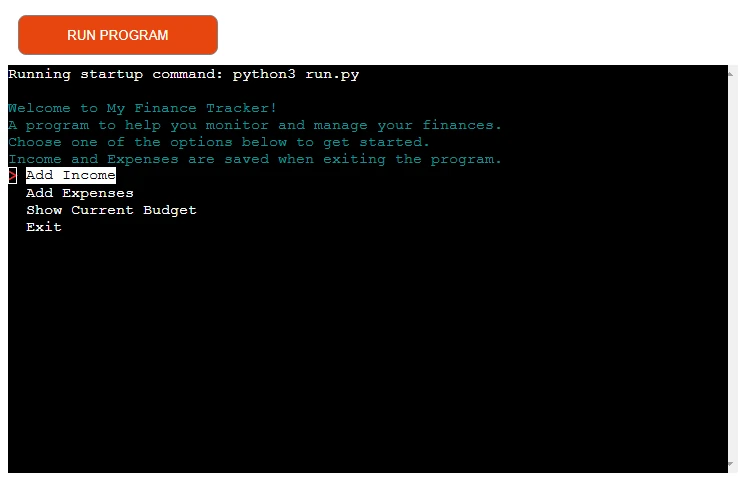 RUN PROGRAM
Running startup command: python3 run.py
Welcome to My Finance Tracker!
A program to help you monitor and manage your finances.
Choose one of the options below to get started.
Income and Expenses are saved when exiting the program.
> Add Income
Add Expenses
Show Current Budget
Exit